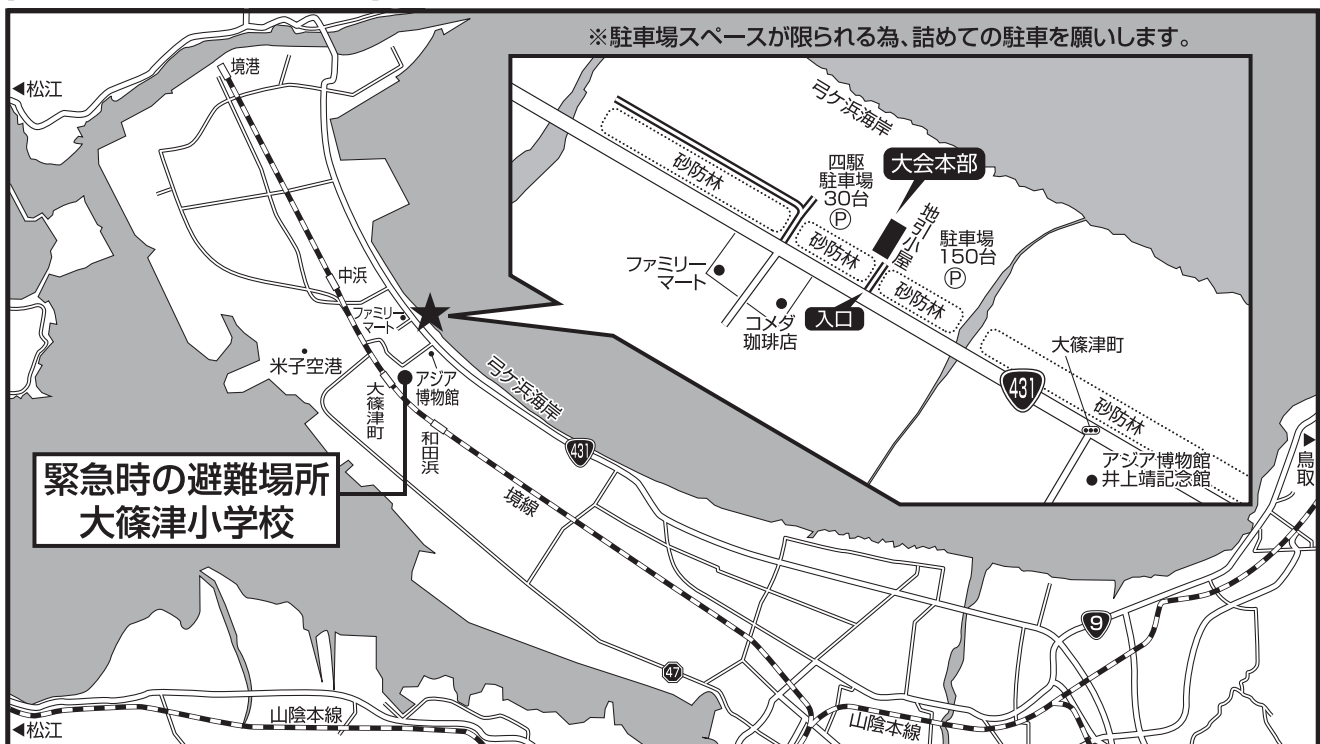 ※駐車場スペースが限られる為、詰めての駐車を願いします。
◀松江
境港
弓ケ浜海岸
大会本部
砂防林
四駆
駐車場
30台
Ⓟ
地引小屋
駐車場
150台
Ⓟ
砂防林
砂防林
ファミリー
マート
コメダ
珈琲店
入口
大篠津町
431
砂防林
アジア博物館
井上靖記念館
中浜
ファミリー
マート
米子空港
大篠津町
アジア
博物館
弓ケ浜海岸
和田浜
431
境線
緊急時の避難場所
大篠津小学校
▶鳥取
9
47
山陰本線
山陰本線
◀松江